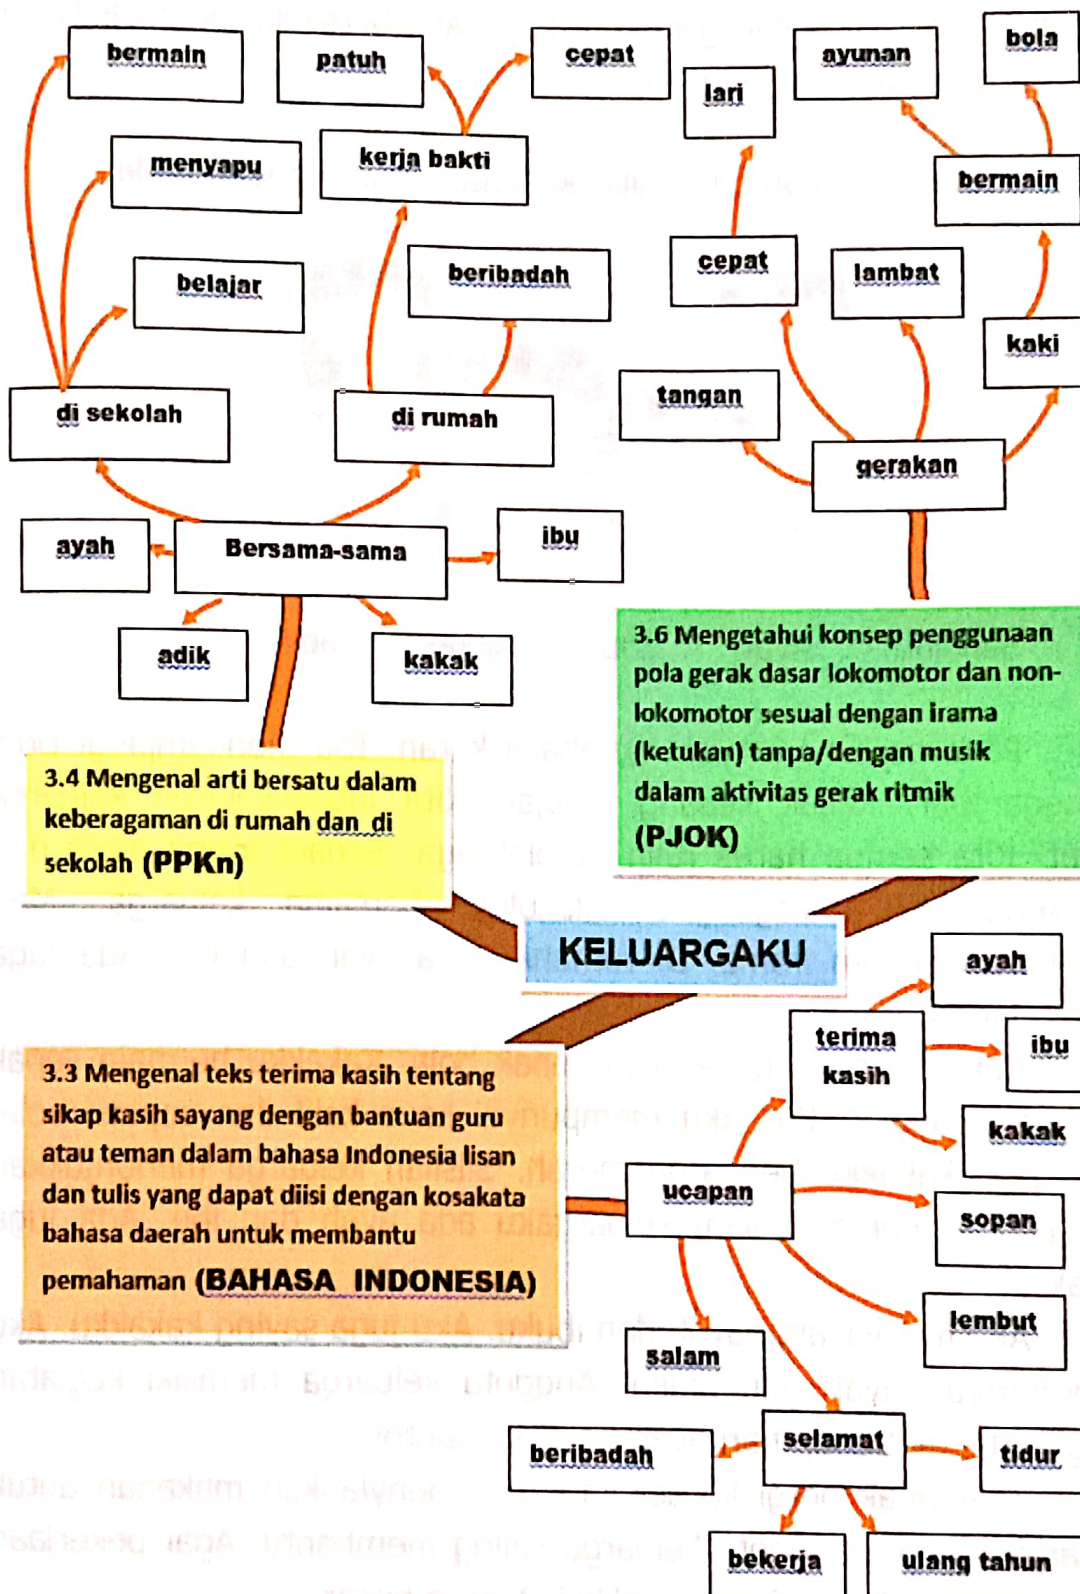 bermain
patuh
cepat
ayunan
bola
lari
menyapu
kerja bakti
bermain
belajar
beribadah
cepat
lambat
kaki
di sekolah
di rumah
tangan
gerakan
ayah
Bersama-sama
ibu
adik
kakak
3.6 Mengetahui konsep penggunaan
pola gerak dasar lokomotor dan non-
lokomotor sesuai dengan irama
(ketukan) tanpa/dengan musik
dalam aktivitas gerak ritmik
(PJOK)
3.4 Mengenal arti bersatu dalam
keberagaman di rumah dan di
sekolah (PPKn)
KELUARGAKU
ayah
terima
kasih
ibu
kakak
3.3 Mengenal teks terima kasih tentang
sikap kasih sayang dengan bantuan guru
atau teman dalam bahasa Indonesia lisan
dan tulis yang dapat diisi dengan kosakata
bahasa daerah untuk membantu
pemahaman (BAHASA INDONESIA)
ucapan
sopan
lembut
salam
selamat
beribadah
tidur
bekerja
ulang tahun